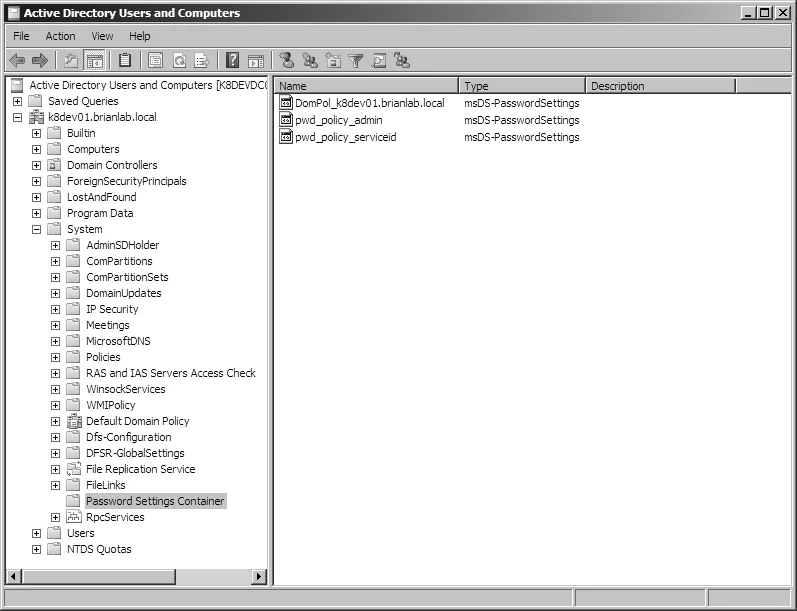 Active Directory Users and Computers
File Action View Help
Active Directory Users and Computers [K8DEVDC
Saved Queries
k8dev01.brianlab.local
Builtin
Computers
Domain Controllers
ForeignSecurityPrincipals
LostAndFound
Program Data
System
AdminSDHolder
ComPartitions
ComPartitionSets
DomainUpdates
IP Security
Meetings
MicrosoftDNS
Policies
RAS and IAS Servers Access Check
WinsockServices
WMIPolicy
Default Domain Policy
Dfs-Configuration
DFSR-GlobalSettings
File Replication Service
FileLinks
Password Settings Container
RpcServices
Users
NTDS Quotas
Name Type Description
DomPol_k8dev01.brianlab.local msDS-PasswordSettings
pwd_policy_admin msDS-PasswordSettings
pwd_policy_serviceid msDS-PasswordSettings